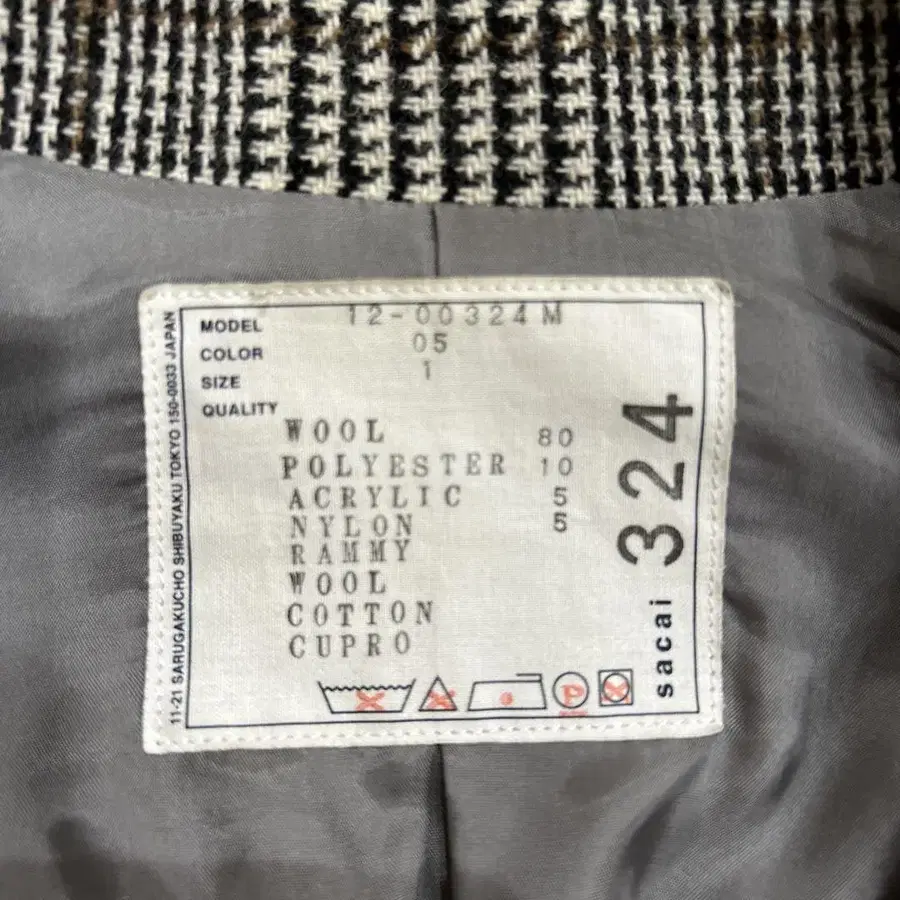 MODEL 12-00324 M
COLOR 05
SIZE 1
QUALITY
WOOL 80
POLYESTER 10
ACRYLIC 5
NYLON 5
RAMMY
WOOL
COTTON
CUPRO
P
11-21 SARUGAKUCHO SHIBUYAKU TOKYO 150-0033 JAPAN
sacai 324